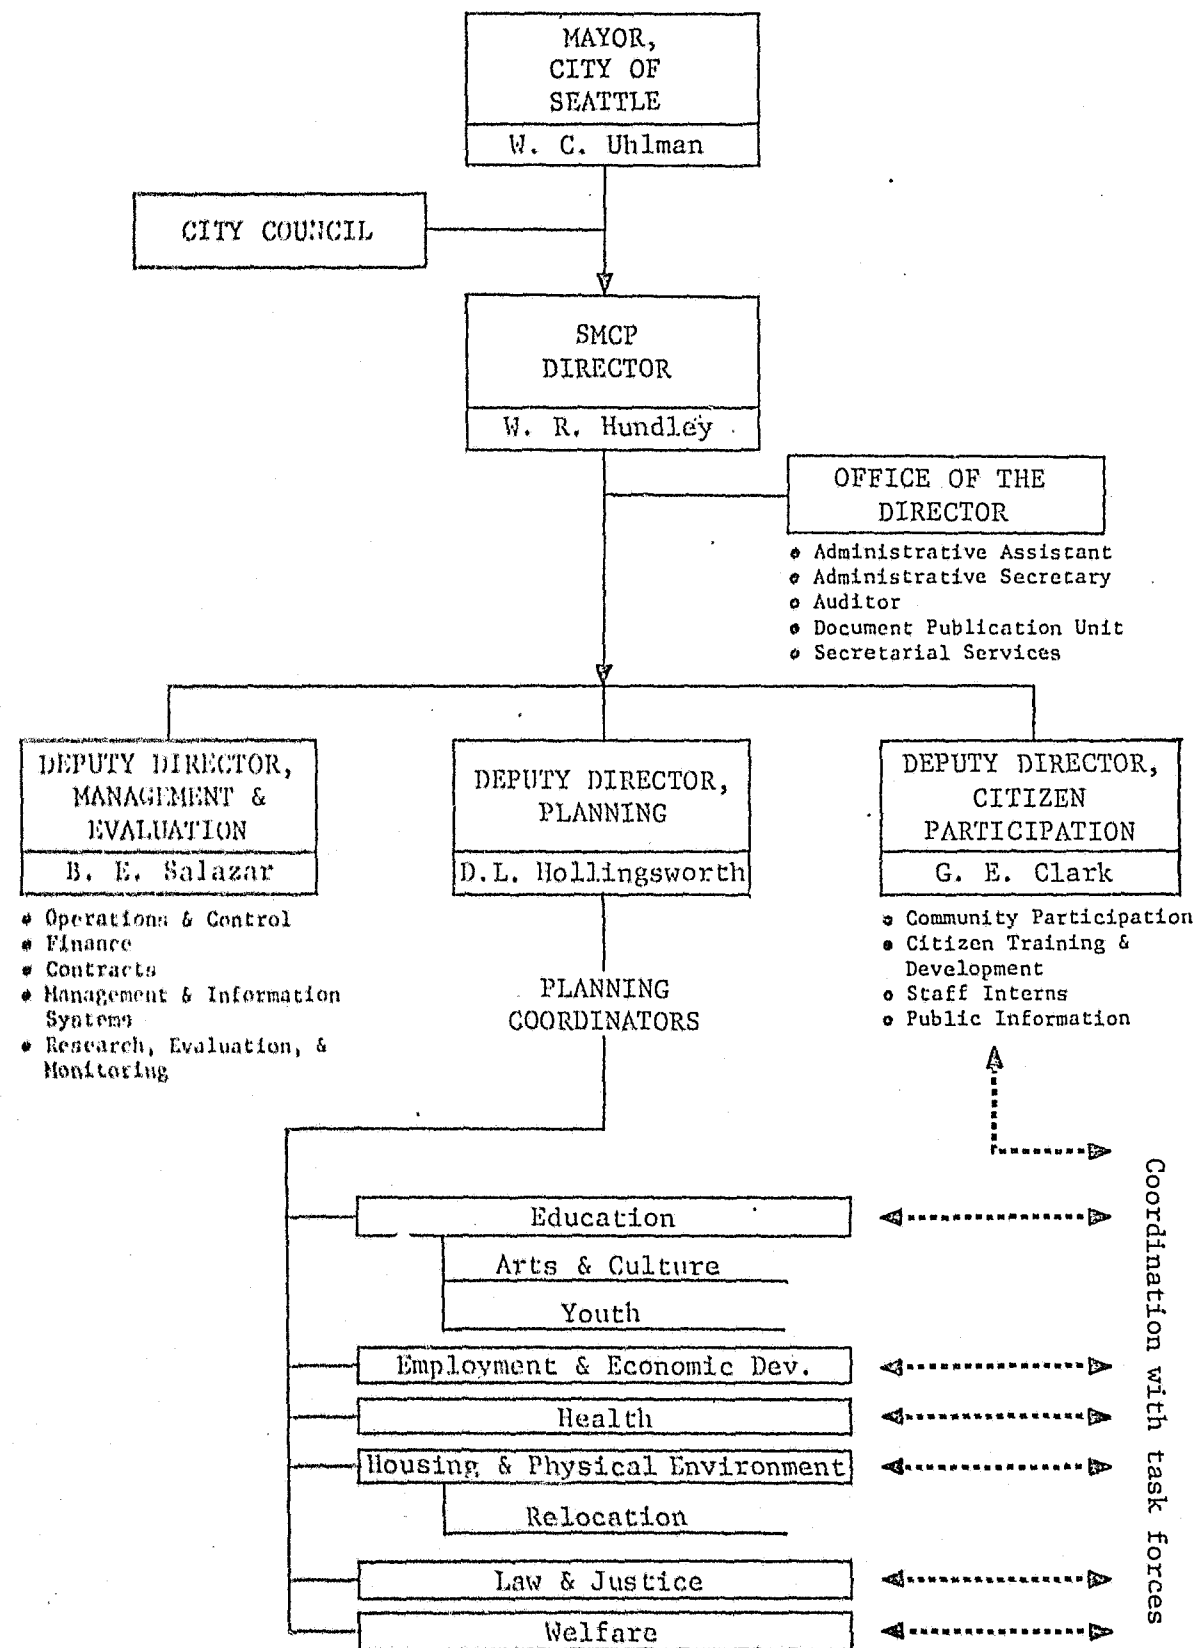 MAYOR,
CITY OF
SEATTLE
W. C. Uhlman
CITY COUNCIL
SMCP
DIRECTOR
W. R. Hundley
OFFICE OF THE
DIRECTOR
• Administrative Assistant
• Administrative Secretary
• Auditor
• Document Publication Unit
• Secretarial Services
DEPUTY DIRECTOR,
MANAGEMENT &
EVALUATION
B. E. Salazar
• Operations & Control
• Finance
• Contracts
• Management & Information
Systems
• Research, Evaluation, &
Monitoring
DEPUTY DIRECTOR,
PLANNING
D.L. Hollingsworth
PLANNING
COORDINATORS
DEPUTY DIRECTOR,
CITIZEN
PARTICIPATION
G. E. Clark
• Community Participation
• Citizen Training &
Development
• Staff Interns
• Public Information
Education
Arts & Culture
Youth
Employment & Economic Dev.
Health
Housing & Physical Environment
Relocation
Law & Justice
Welfare
Coordination with task forces